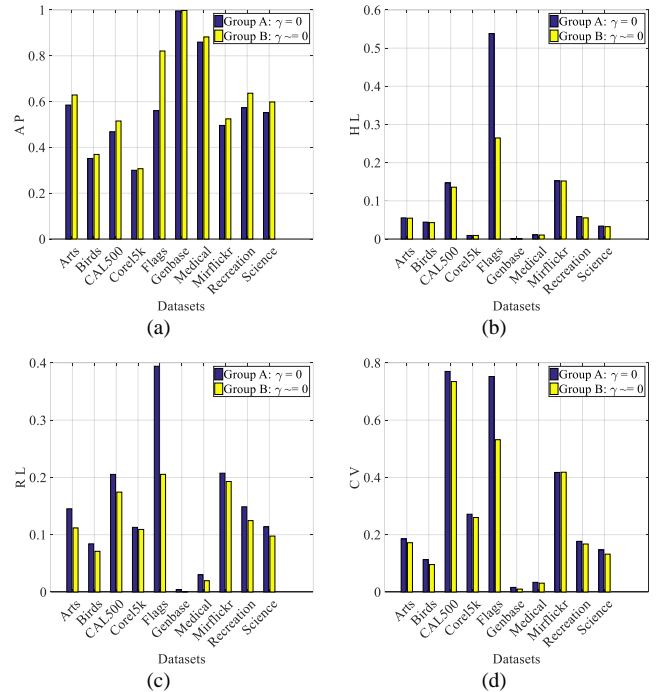 1
0.8
0.6
0.4
0.2
0
A P
Group A: γ = 0
Group B: γ ~= 0
Arts
Birds
CAL500
Corel5k
Flags
Genbase
Medical
Mirflickr
Recreation
Science
Datasets
(a)
0.6
0.5
0.4
0.3
0.2
0.1
0
H L
Group A: γ = 0
Group B: γ ~= 0
Arts
Birds
CAL500
Corel5k
Flags
Genbase
Medical
Mirflickr
Recreation
Science
Datasets
(b)
0.4
0.3
0.2
0.1
0
R L
Group A: γ = 0
Group B: γ ~= 0
Arts
Birds
CAL500
Corel5k
Flags
Genbase
Medical
Mirflickr
Recreation
Science
Datasets
(c)
0.8
0.6
0.4
0.2
0
C V
Group A: γ = 0
Group B: γ ~= 0
Arts
Birds
CAL500
Corel5k
Flags
Genbase
Medical
Mirflickr
Recreation
Science
Datasets
(d)